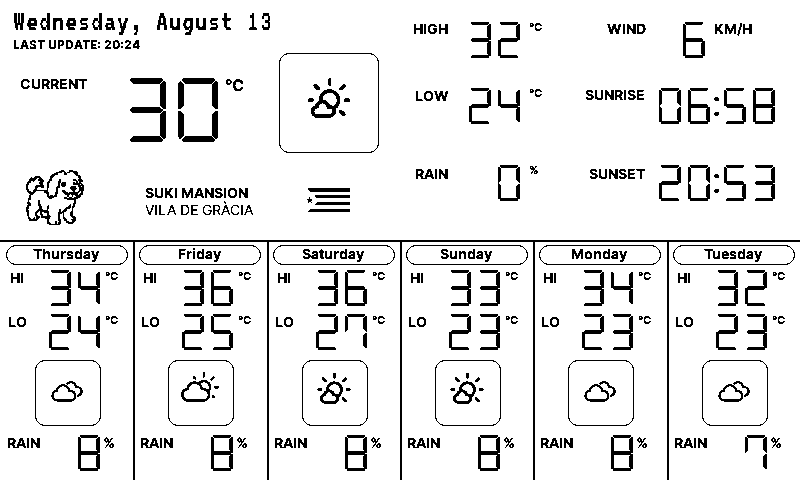 Wednesday, August 13
LAST UPDATE: 20:24
CURRENT 30 °C
SUKI MANSION
VILA DE GRÀCIA
HIGH 32 °C
LOW 24 °C
RAIN 0 %
WIND 6 KM/H
SUNRISE 06:58
SUNSET 20:53
Thursday
HI 34 °C
LO 24 °C
RAIN 8 %
Friday
HI 36 °C
LO 25 °C
RAIN 8 %
Saturday
HI 36 °C
LO 27 °C
RAIN 8 %
Sunday
HI 33 °C
LO 23 °C
RAIN 8 %
Monday
HI 34 °C
LO 23 °C
RAIN 8 %
Tuesday
HI 32 °C
LO 23 °C
RAIN 7 %